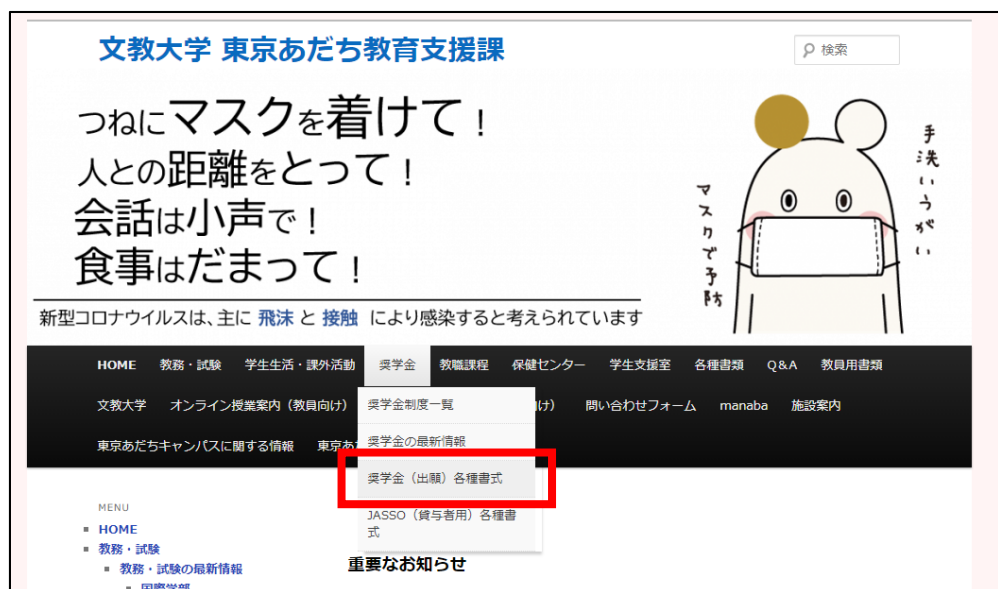 文教大学 東京あだち教育支援課
検索
つねにマスクを着けて！
人との距離をとって！
会話は小声で！
食事はだまって！
手洗いうがい
マスクで予防
新型コロナウイルスは、主に 飛沫 と 接触 により感染すると考えられています
HOME 教務・試験 学生生活・課外活動 奨学金 教職課程 保健センター 学生支援室 各種書類 Q&A 教員用書類
文教大学 オンライン授業案内（教員向け） け） 問い合わせフォーム manaba 施設案内
東京あだちキャンパスに関する情報 東京あ
奨学金制度一覧
奨学金の最新情報
奨学金（出願）各種書式
JASSO（貸与者用）各種書
式
MENU
HOME
教務・試験
教務・試験の最新情報
国際学部
重要なお知らせ